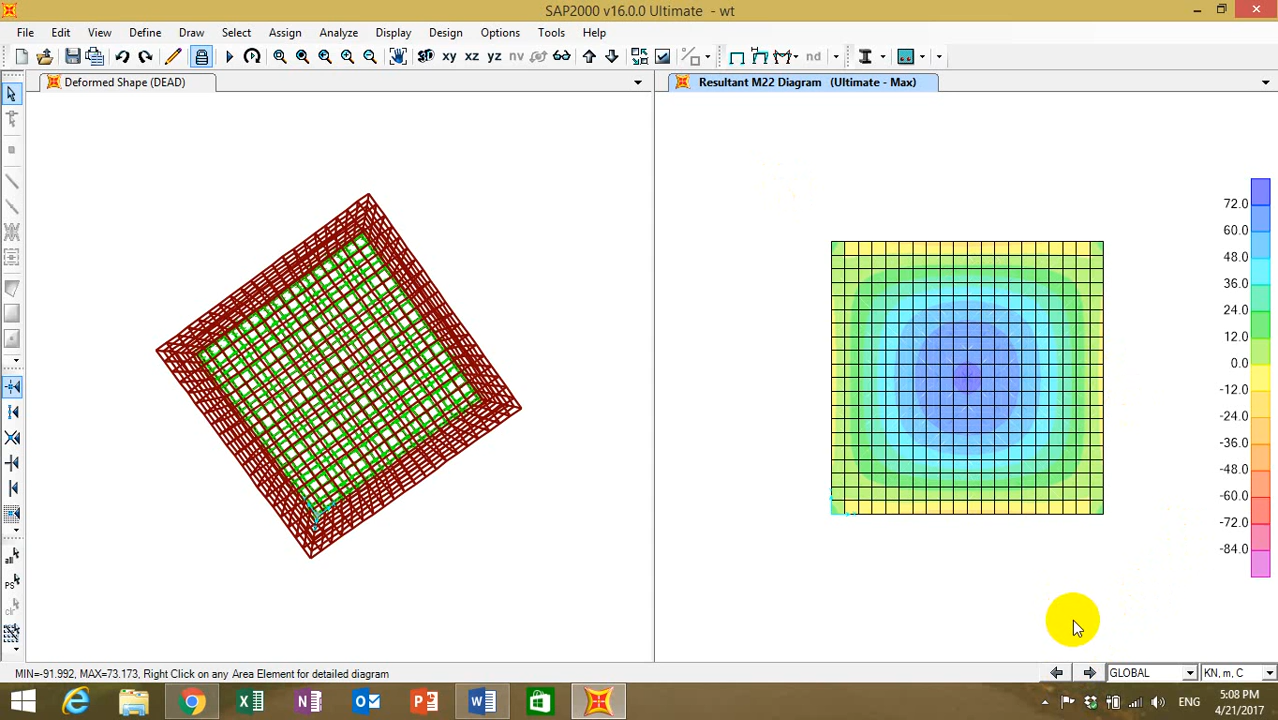 SAP2000 v16.0.0 Ultimate - wt
File Edit View Define Draw Select Assign Analyze Display Design Options Tools Help
3D xy xz yz nv nd
Deformed Shape (DEAD)
Resultant M22 Diagram (Ultimate - Max)
72.0
60.0
48.0
36.0
24.0
12.0
0.0
-12.0
-24.0
-36.0
-48.0
-60.0
-72.0
-84.0
all
PS
clr
MIN=-91.992, MAX=73.173, Right Click on any Area Element for detailed diagram
GLOBAL
KN, m, C
ENG
5:08 PM
4/21/2017